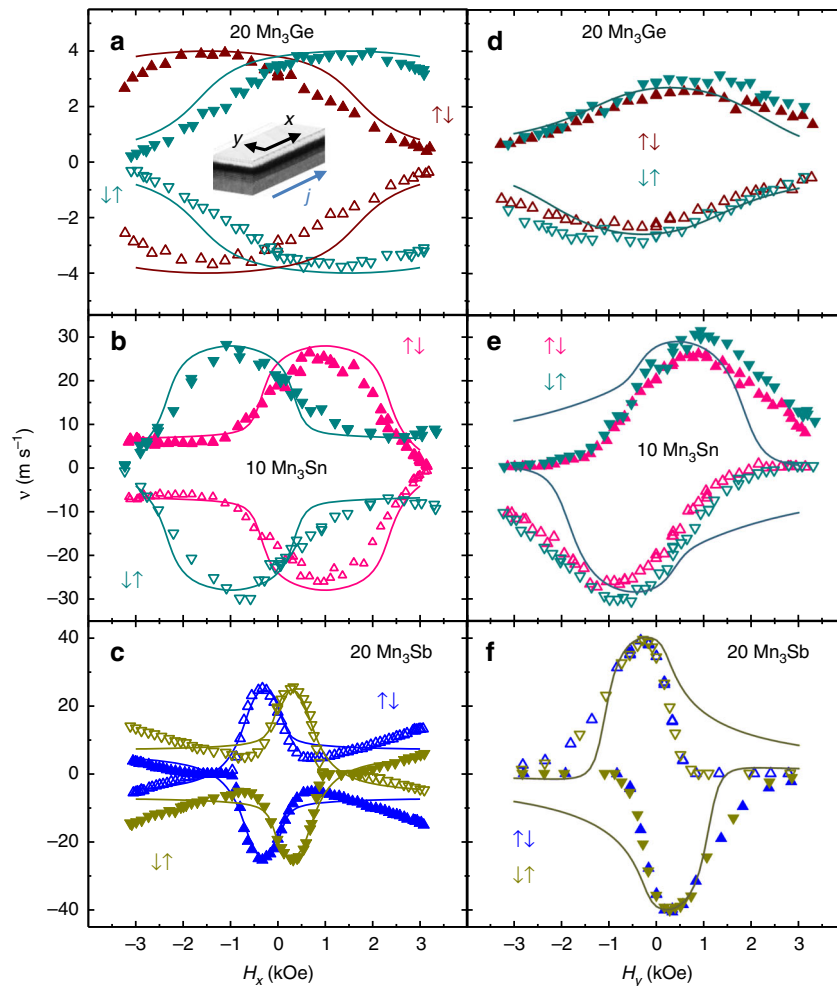 a
20 Mn₃Ge
4
2
0
−2
−4
↑↓
↓↑
y
x
j
d
20 Mn₃Ge
↑↓
↓↑
b
30
20
10
0
−10
−20
−30
ν (m s⁻¹)
↑↓
10 Mn₃Sn
↓↑
e
↑↓
↓↑
10 Mn₃Sn
c
20 Mn₃Sb
40
20
0
−20
−40
↑↓
↓↑
f
20 Mn₃Sb
↑↓
↓↑
−3 −2 −1 0 1 2 3
Hₓ (kOe)
−3 −2 −1 0 1 2 3
Hᵧ (kOe)